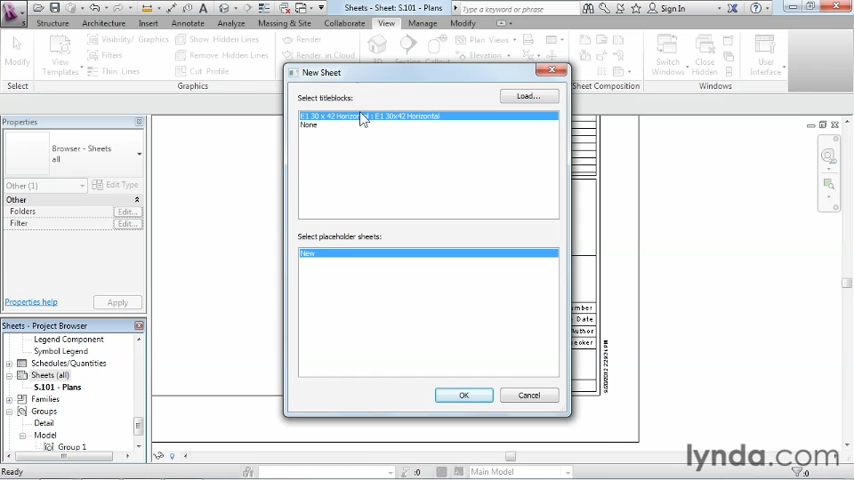 Sheets - Sheet: S.101 - Plans
Type a keyword or phrase
Sign In
Structure
Architecture
Insert
Annotate
Analyze
Massing & Site
Collaborate
View
Manage
Modify
Modify
View Templates
Visibility/ Graphics
Filters
Thin Lines
Show Hidden Lines
Remove Hidden Lines
Cut Profile
Render
Plan Views
Switch Windows
Close Hidden
User Interface
Select
Graphics
Sheet Composition
Windows
Properties
Browser - Sheets
all
Other (1)
Edit Type
Other
Folders
Edit...
Filter
Edit...
Properties help
Apply
Sheets - Project Browser
Legend Component
Symbol Legend
Schedules/Quantities
Sheets (all)
S.101 - Plans
Families
Groups
Detail
Model
Group 1
New Sheet
Select titleblocks:
Load...
E1 30 x 42 Horizontal : E1 30x42 Horizontal
None
Select placeholder sheets:
New
OK
Cancel
Date
Author
Ready
:0
Main Model
:0
lynda.com